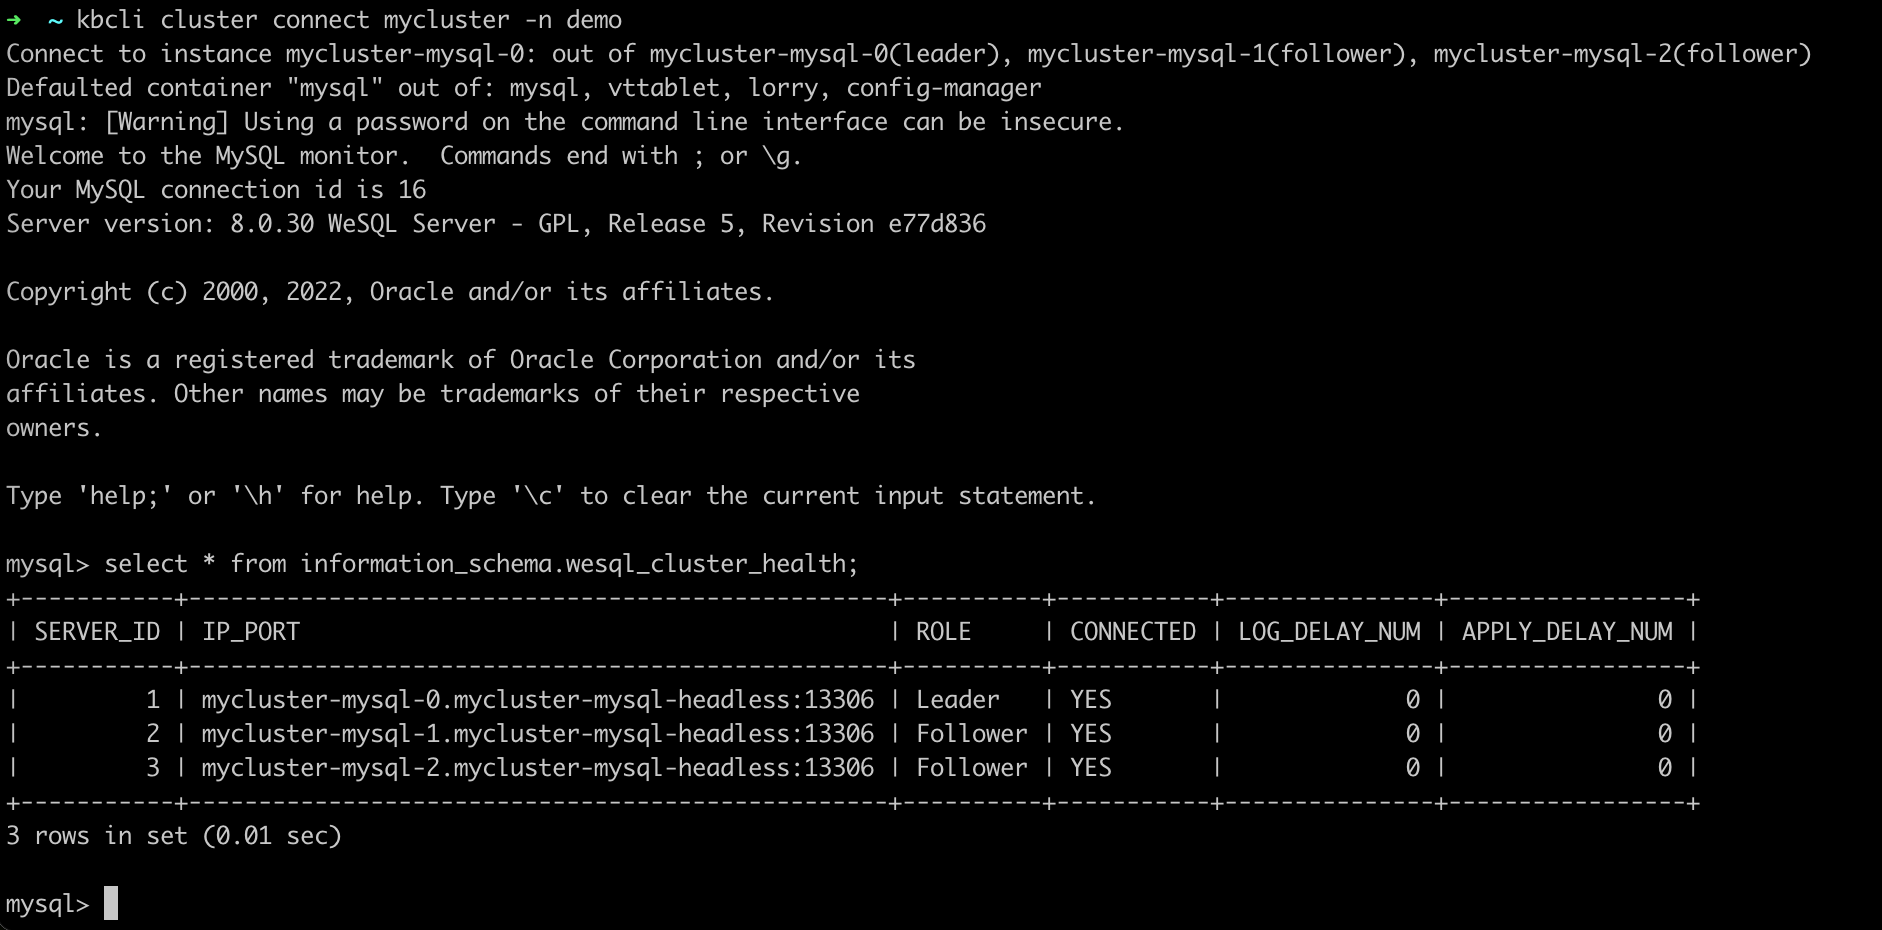 ➜  ~ kbcli cluster connect mycluster -n demo
Connect to instance mycluster-mysql-0: out of mycluster-mysql-0(leader), mycluster-mysql-1(follower), mycluster-mysql-2(follower)
Defaulted container "mysql" out of: mysql, vttablet, lorry, config-manager
mysql: [Warning] Using a password on the command line interface can be insecure.
Welcome to the MySQL monitor.  Commands end with ; or \g.
Your MySQL connection id is 16
Server version: 8.0.30 WeSQL Server - GPL, Release 5, Revision e77d836

Copyright (c) 2000, 2022, Oracle and/or its affiliates.

Oracle is a registered trademark of Oracle Corporation and/or its
affiliates. Other names may be trademarks of their respective
owners.

Type 'help;' or '\h' for help. Type '\c' to clear the current input statement.

mysql> select * from information_schema.wesql_cluster_health;
+-----------+--------------------------------------------------+----------+-----------+---------------+-----------------+
| SERVER_ID | IP_PORT                                          | ROLE     | CONNECTED | LOG_DELAY_NUM | APPLY_DELAY_NUM |
+-----------+--------------------------------------------------+----------+-----------+---------------+-----------------+
|         1 | mycluster-mysql-0.mycluster-mysql-headless:13306 | Leader   | YES       |             0 |               0 |
|         2 | mycluster-mysql-1.mycluster-mysql-headless:13306 | Follower | YES       |             0 |               0 |
|         3 | mycluster-mysql-2.mycluster-mysql-headless:13306 | Follower | YES       |             0 |               0 |
+-----------+--------------------------------------------------+----------+-----------+---------------+-----------------+
3 rows in set (0.01 sec)

mysql>